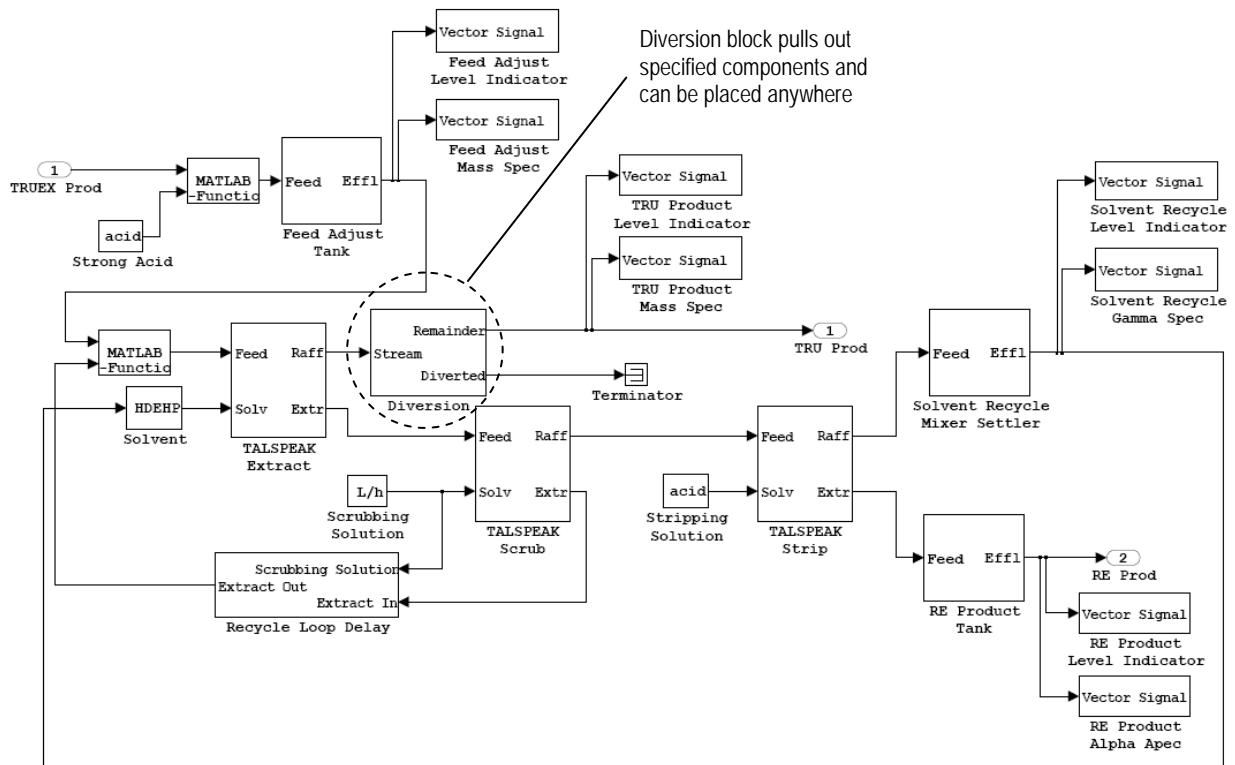 Vector Signal
Feed Adjust
Level Indicator
Vector Signal
Feed Adjust
Mass Spec
Diversion block pulls out
specified components and
can be placed anywhere
1
TRUEX Prod
MATLAB
-Functio
acid
Strong Acid
Feed Effl
Feed Adjust
Tank
Vector Signal
TRU Product
Level Indicator
Vector Signal
TRU Product
Mass Spec
Vector Signal
Solvent Recycle
Level Indicator
Vector Signal
Solvent Recycle
Gamma Spec
MATLAB
-Functio
HDEHP
Solvent
Feed Raff
Solv Extr
TALSPEAK
Extract
Remainder
Stream
Diverted
Diversion
1
TRU Prod
Terminator
Feed Effl
Solvent Recycle
Mixer Settler
L/h
Scrubbing
Solution
Feed Raff
Solv Extr
TALSPEAK
Scrub
acid
Stripping
Solution
Feed Raff
Solv Extr
TALSPEAK
Strip
Scrubbing Solution
Extract Out
Extract In
Recycle Loop Delay
Feed Effl
RE Product
Tank
2
RE Prod
Vector Signal
RE Product
Level Indicator
Vector Signal
RE Product
Alpha Apec